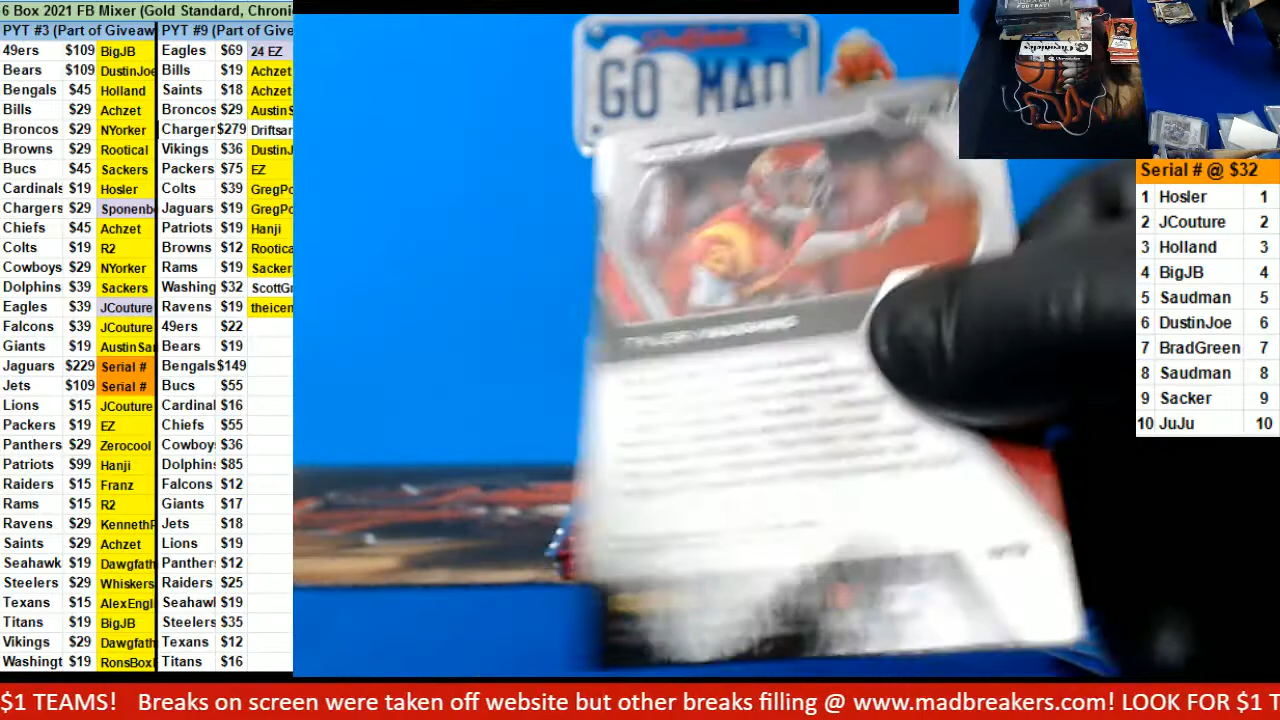 6 Box 2021 FB Mixer (Gold Standard, Chroni
PYT #3 (Part of Giveaw PYT #9 (Part of Give
49ers $109 BigJB Eagles $69 24 EZ
Bears $109 DustinJoe Bills $19 Achzet
Bengals $45 Holland Saints $18 Achzet
Bills $29 Achzet Broncos $29 AustinS
Broncos $29 NYorker Charger $279 Driftsar
Browns $29 Rootical Vikings $36 DustinJ
Bucs $45 Sackers Packers $75 EZ
Cardinals $19 Hosler Colts $39 GregPo
Chargers $29 Sponenb Jaguars $19 GregPo
Chiefs $45 Achzet Patriots $19 Hanji
Colts $19 R2 Browns $12 Rootica
Cowboys $29 NYorker Rams $19 Sacker
Dolphins $39 Sackers Washing $32 ScottGr
Eagles $39 JCouture Ravens $19 theicen
Falcons $39 JCouture 49ers $22
Giants $19 AustinSar Bears $19
Jaguars $229 Serial # Bengals $149
Jets $109 Serial # Bucs $55
Lions $15 JCouture Cardinal $16
Packers $19 EZ Chiefs $55
Panthers $29 Zerocool Cowboy $36
Patriots $99 Hanji Dolphins $85
Raiders $15 Franz Falcons $12
Rams $15 R2 Giants $17
Ravens $29 KennethF Jets $18
Saints $29 Achzet Lions $19
Seahawk $19 Dawgfath Panther $12
Steelers $29 Whiskers Raiders $25
Texans $15 AlexEngl Seahawl $19
Titans $19 BigJB Steelers $35
Vikings $29 Dawgfath Texans $12
Washingt $19 RonsBoxl Titans $16
GO MAD
TYLER VAUGHNS
Chronicles
Serial # @ $32
1 Hosler 1
2 JCouture 2
3 Holland 3
4 BigJB 4
5 Saudman 5
6 DustinJoe 6
7 BradGreen 7
8 Saudman 8
9 Sacker 9
10 JuJu 10
$1 TEAMS! Breaks on screen were taken off website but other breaks filling @ www.madbreakers.com! LOOK FOR $1 T